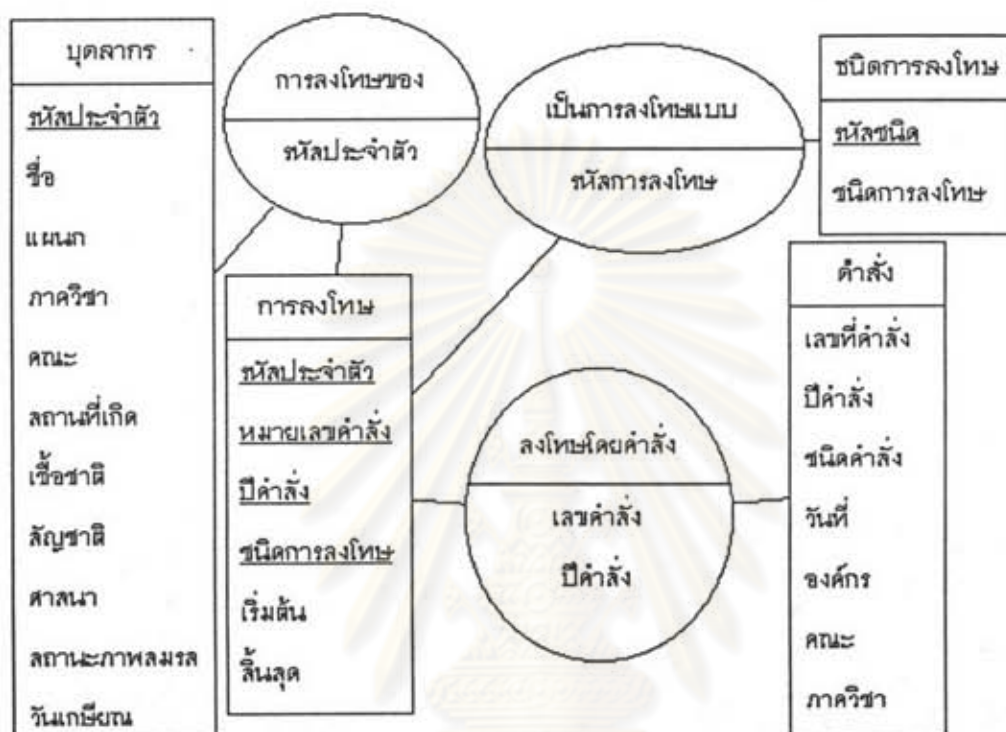 บุคลากร
รหัสประจำตัว
ชื่อ
แผนก
ภาควิชา
คณะ
สถานที่เกิด
เชื้อชาติ
สัญชาติ
ศาสนา
สถานะภาพสมรส
วันเกษียณ
การลงโทษของ
รหัสประจำตัว
เป็นการลงโทษแบบ
รหัสการลงโทษ
ชนิดการลงโทษ
รหัสชนิด
ชนิดการลงโทษ
การลงโทษ
รหัสประจำตัว
หมายเลขคำสั่ง
ปีคำสั่ง
ชนิดการลงโทษ
เริ่มต้น
สิ้นสุด
ลงโทษโดยคำสั่ง
เลขคำสั่ง
ปีคำสั่ง
คำสั่ง
เลขที่คำสั่ง
ปีคำสั่ง
ชนิดคำสั่ง
วันที่
องค์กร
คณะ
ภาควิชา